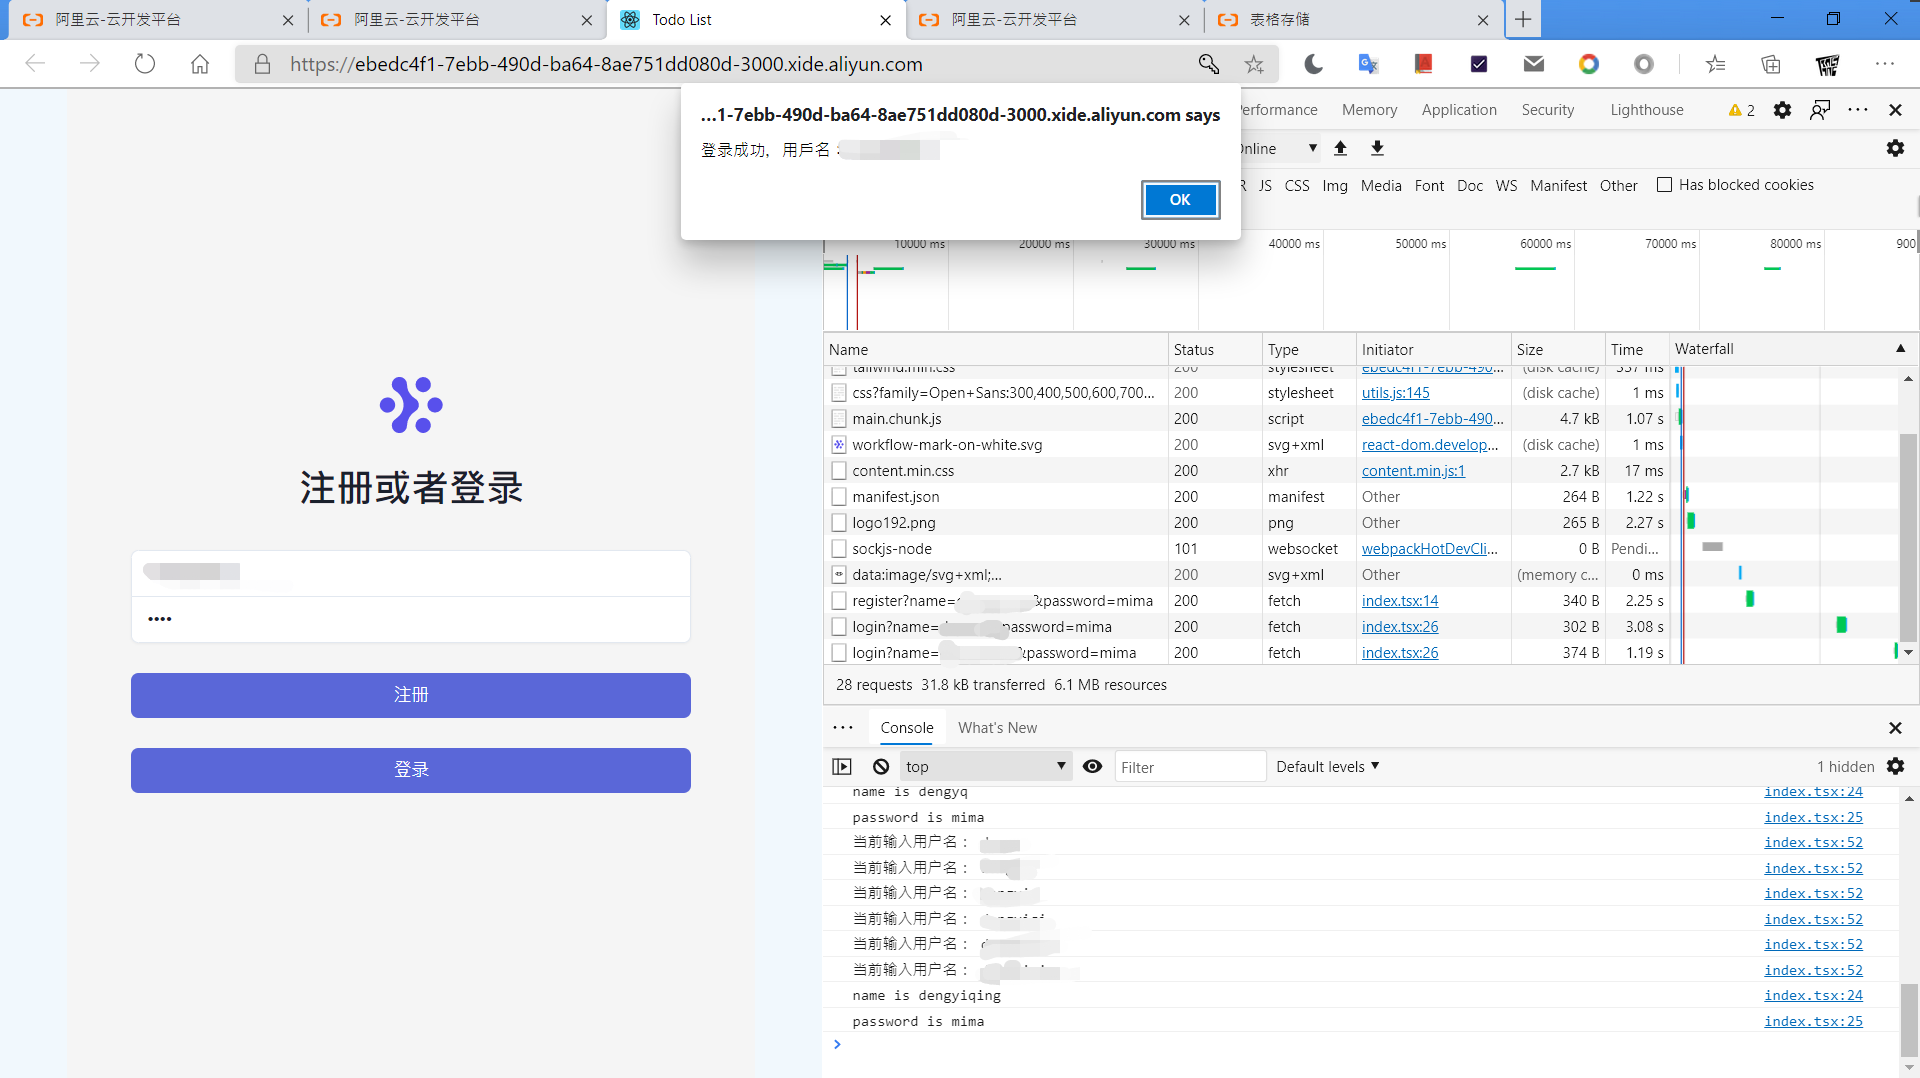 阿里云-云开发平台
阿里云-云开发平台
Todo List
阿里云-云开发平台
表格存储
https://ebedc4f1-7ebb-490d-ba64-8ae751dd080d-3000.xide.aliyun.com
...1-7ebb-490d-ba64-8ae751dd080d-3000.xide.aliyun.com says
登录成功，用戶名：
OK
erformance Memory Application Security Lighthouse 2
nline
R JS CSS Img Media Font Doc WS Manifest Other Has blocked cookies
10000 ms 20000 ms 30000 ms 40000 ms 50000 ms 60000 ms 70000 ms 80000 ms 900
注册或者登录
••••
注册
登录
Name Status Type Initiator Size Time Waterfall
tailwind.min.css 200 stylesheet ebedc4f1-7ebb-490... (disk cache) 337 ms
css?family=Open+Sans:300,400,500,600,700... 200 stylesheet utils.js:145 (disk cache) 1 ms
main.chunk.js 200 script ebedc4f1-7ebb-490... 4.7 kB 1.07 s
workflow-mark-on-white.svg 200 svg+xml react-dom.develop... (disk cache) 1 ms
content.min.css 200 xhr content.min.js:1 2.7 kB 17 ms
manifest.json 200 manifest Other 264 B 1.22 s
logo192.png 200 png Other 265 B 2.27 s
sockjs-node 101 websocket webpackHotDevCli... 0 B Pendi...
data:image/svg+xml;... 200 svg+xml Other (memory c... 0 ms
register?name= &password=mima 200 fetch index.tsx:14 340 B 2.25 s
login?name= password=mima 200 fetch index.tsx:26 302 B 3.08 s
login?name= &password=mima 200 fetch index.tsx:26 374 B 1.19 s
28 requests 31.8 kB transferred 6.1 MB resources
Console What's New
top Filter Default levels 1 hidden
name is dengyq index.tsx:24
password is mima index.tsx:25
当前输入用户名： index.tsx:52
当前输入用户名： index.tsx:52
当前输入用户名： index.tsx:52
当前输入用户名： index.tsx:52
当前输入用户名： index.tsx:52
当前输入用户名： index.tsx:52
name is dengyiqing index.tsx:24
password is mima index.tsx:25